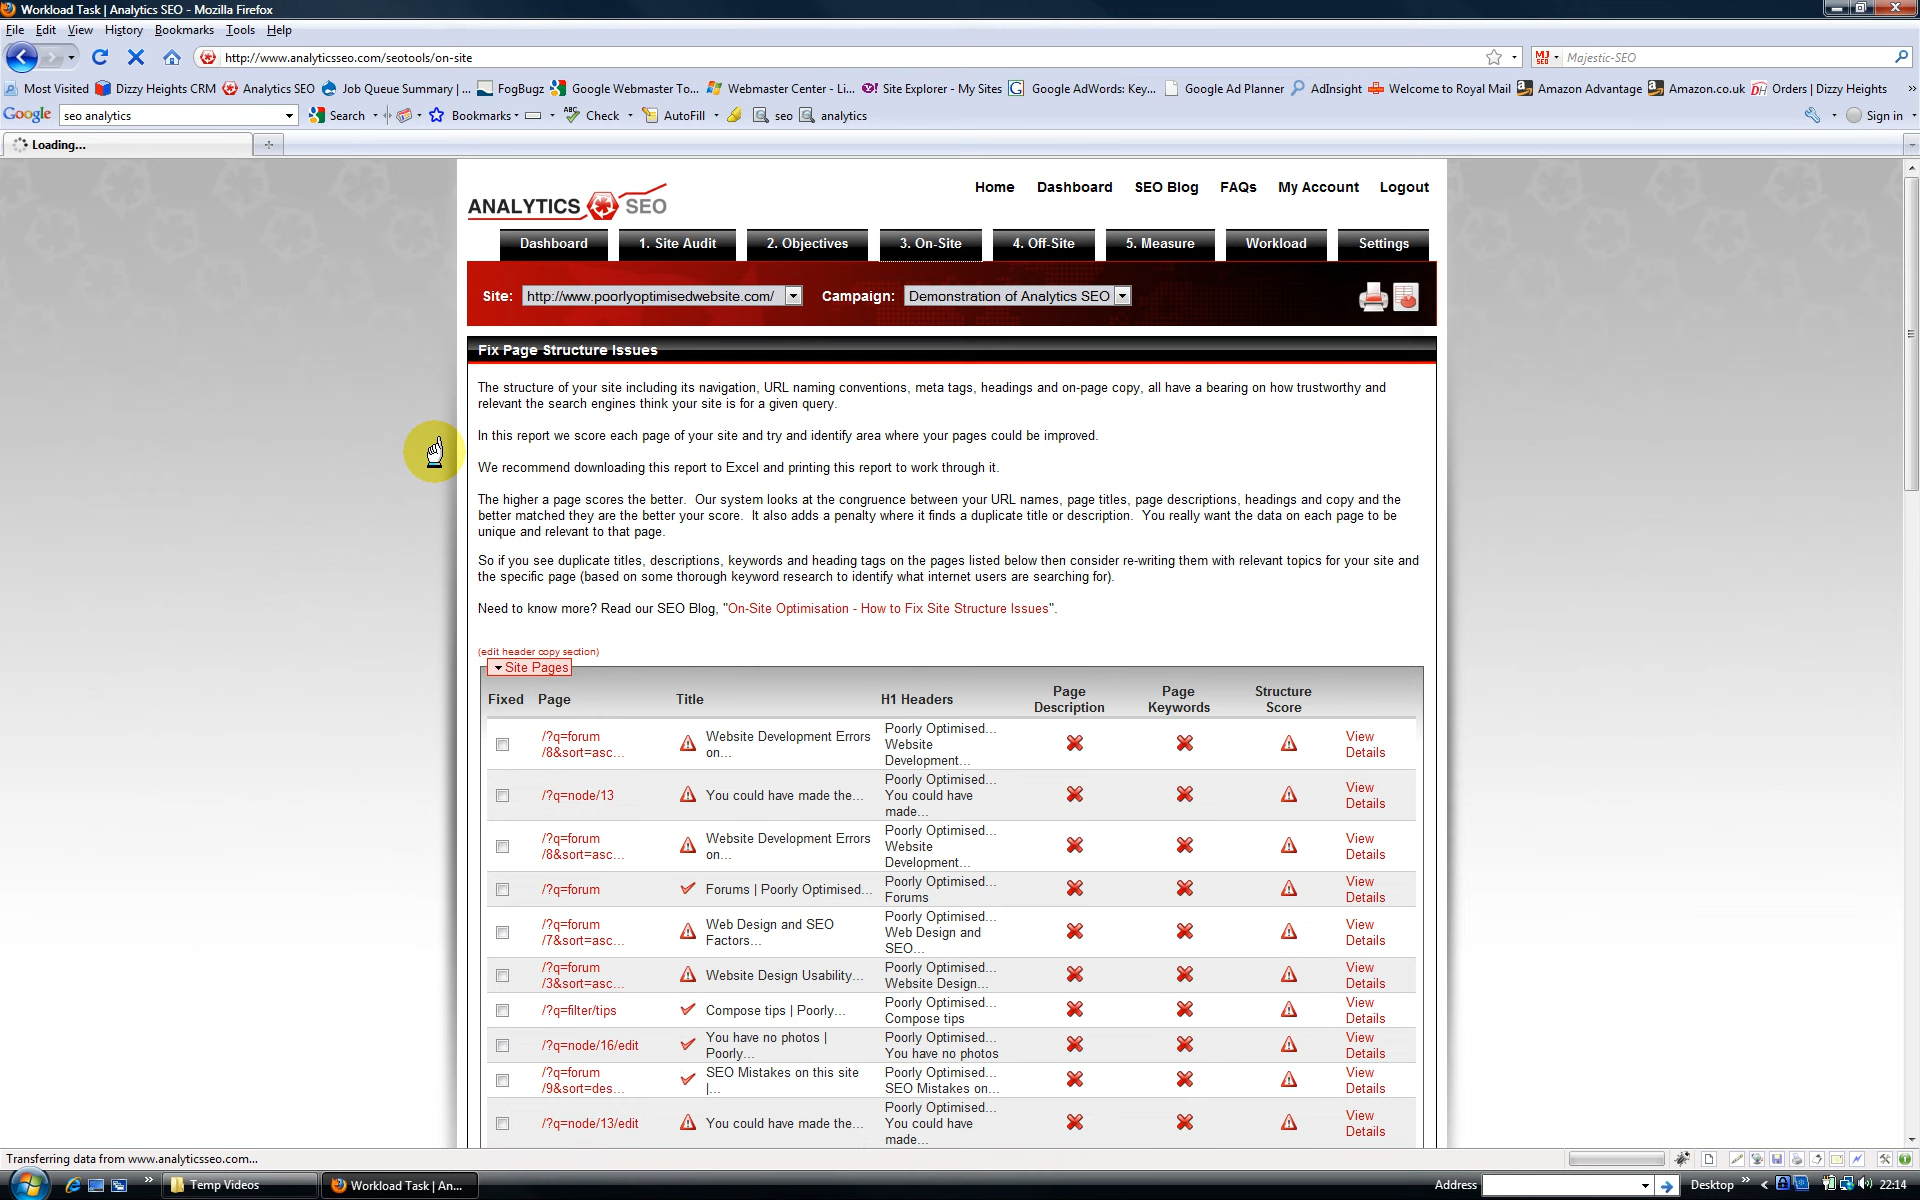 Workload Task | Analytics SEO - Mozilla Firefox
File Edit View History Bookmarks Tools Help
http://www.analyticsseo.com/seotools/on-site
MJ SEO
Majestic-SEO
Most Visited Dizzy Heights CRM Analytics SEO Job Queue Summary | ... FogBugz Google Webmaster To... Webmaster Center - Li... Site Explorer - My Sites Google AdWords: Key... Google Ad Planner AdInsight Welcome to Royal Mail Amazon Advantage Amazon.co.uk Orders | Dizzy Heights »
Google seo analytics Search Bookmarks ABC Check AutoFill seo analytics Sign in
Loading...
ANALYTICS SEO
Home Dashboard SEO Blog FAQs My Account Logout
Dashboard 1. Site Audit 2. Objectives 3. On-Site 4. Off-Site 5. Measure Workload Settings
Site: http://www.poorlyoptimisedwebsite.com/ Campaign: Demonstration of Analytics SEO
Fix Page Structure Issues
The structure of your site including its navigation, URL naming conventions, meta tags, headings and on-page copy, all have a bearing on how trustworthy and
relevant the search engines think your site is for a given query.
In this report we score each page of your site and try and identify area where your pages could be improved.
We recommend downloading this report to Excel and printing this report to work through it.
The higher a page scores the better. Our system looks at the congruence between your URL names, page titles, page descriptions, headings and copy and the
better matched they are the better your score. It also adds a penalty where it finds a duplicate title or description. You really want the data on each page to be
unique and relevant to that page.
So if you see duplicate titles, descriptions, keywords and heading tags on the pages listed below then consider re-writing them with relevant topics for your site and
the specific page (based on some thorough keyword research to identify what internet users are searching for).
Need to know more? Read our SEO Blog, "On-Site Optimisation - How to Fix Site Structure Issues".
(edit header copy section)
Site Pages
Fixed Page Title H1 Headers Page Description Page Keywords Structure Score
/?q=forum /8&sort=asc... Website Development Errors on... Poorly Optimised... Website Development... View Details
/?q=node/13 You could have made the... Poorly Optimised... You could have made... View Details
/?q=forum /8&sort=asc... Website Development Errors on... Poorly Optimised... Website Development... View Details
/?q=forum Forums | Poorly Optimised... Poorly Optimised... Forums View Details
/?q=forum /7&sort=asc... Web Design and SEO Factors... Poorly Optimised... Web Design and SEO... View Details
/?q=forum /3&sort=asc... Website Design Usability... Poorly Optimised... Website Design... View Details
/?q=filter/tips Compose tips | Poorly... Poorly Optimised... Compose tips View Details
/?q=node/16/edit You have no photos | Poorly... Poorly Optimised... You have no photos View Details
/?q=forum /9&sort=des... SEO Mistakes on this site |... Poorly Optimised... SEO Mistakes on... View Details
/?q=node/13/edit You could have made the... Poorly Optimised... You could have made... View Details
Transferring data from www.analyticsseo.com...
» Temp Videos Workload Task | An... Address Desktop » 22:14